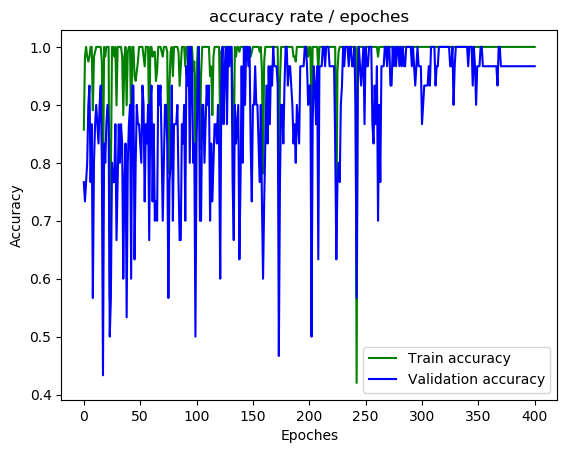 accuracy rate / epoches
1.0
0.9
0.8
0.7
0.6
0.5
0.4
Accuracy
Train accuracy
Validation accuracy
0 50 100 150 200 250 300 350 400
Epoches